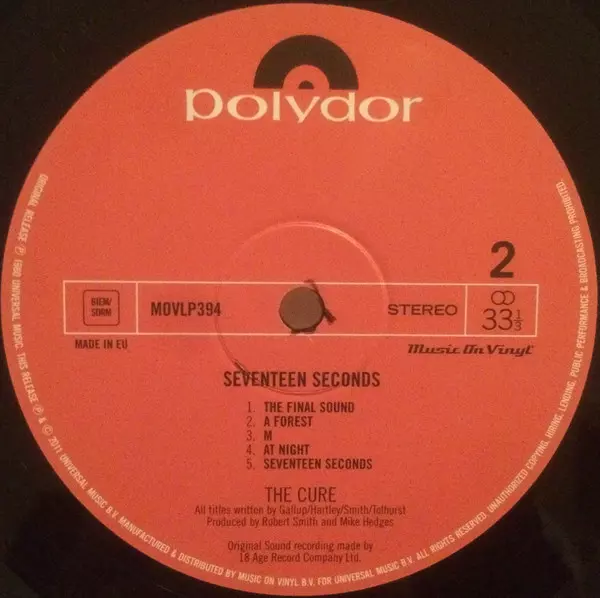 polydor
2
BIEM/
SDRM
MOVLP394
STEREO
33 1/3
MADE IN EU
Music On Vinyl
SEVENTEEN SECONDS
1. THE FINAL SOUND
2. A FOREST
3. M
4. AT NIGHT
5. SEVENTEEN SECONDS
THE CURE
All titles written by Gallup/Hartley/Smith/Tolhurst
Produced by Robert Smith and Mike Hedges
Original Sound recording made by
18 Age Record Company Ltd.
ORIGINAL RELEASE ℗ 1980 UNIVERSAL MUSIC. THIS RELEASE ℗ & © 2011 UNIVERSAL MUSIC B.V. MANUFACTURED & DISTRIBUTED BY MUSIC ON VINYL B.V. FOR UNIVERSAL MUSIC B.V. ALL RIGHTS RESERVED. UNAUTHORIZED COPYING, HIRING, LENDING, PUBLIC PERFORMANCE & BROADCASTING PROHIBITED.